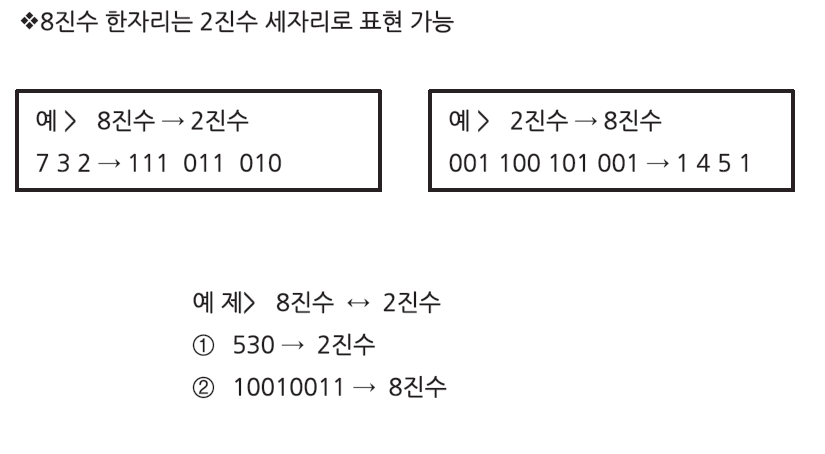 ❖8진수 한자리는 2진수 세자리로 표현 가능
예 > 8진수 → 2진수
7 3 2 → 111 011 010
예 > 2진수 → 8진수
001 100 101 001 → 1 4 5 1
예 제> 8진수 ↔ 2진수
① 530 → 2진수
② 10010011 → 8진수